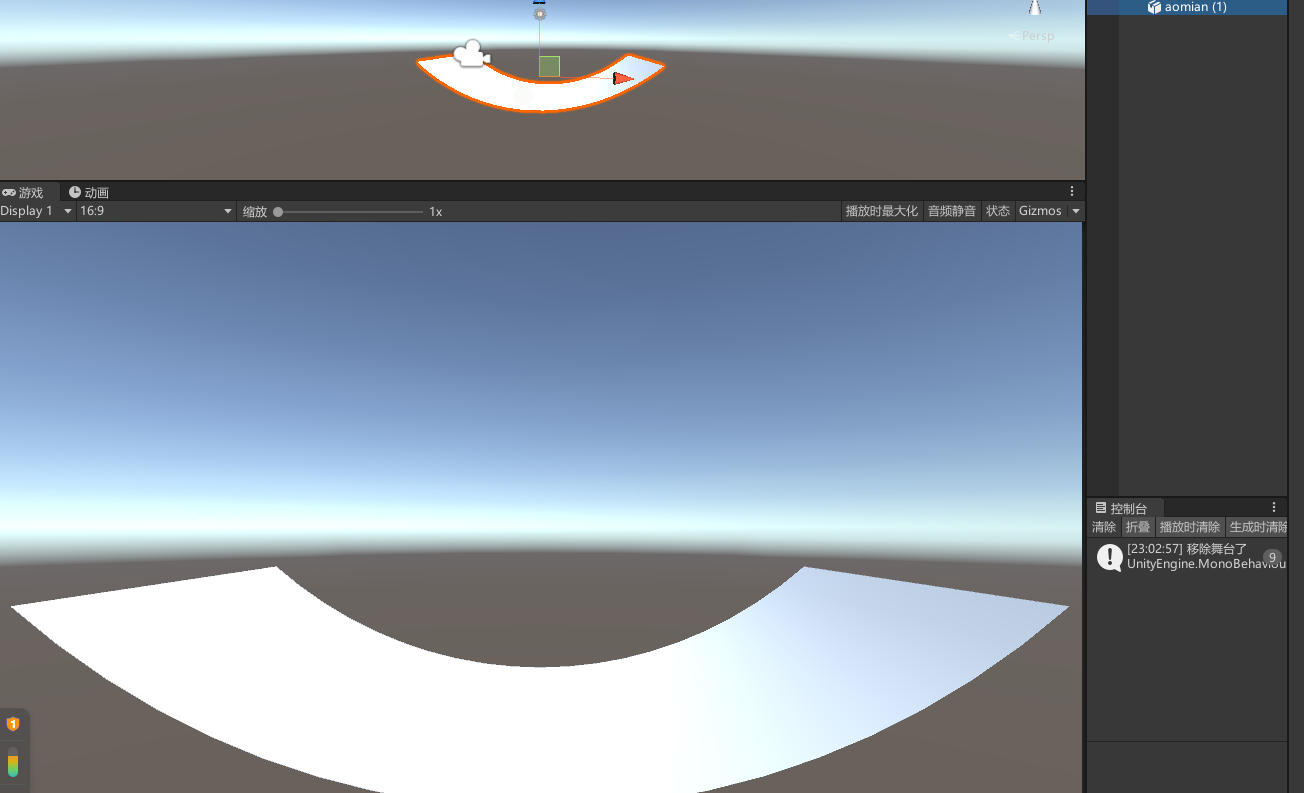 aomian (1)
Persp
游戏
动画
Display 1
16:9
缩放
1x
播放时最大化
音频静音
状态
Gizmos
控制台
清除
折叠
播放时清除
生成时清除
[23:02:57] 移除舞台了
UnityEngine.MonoBehaviou
9
1